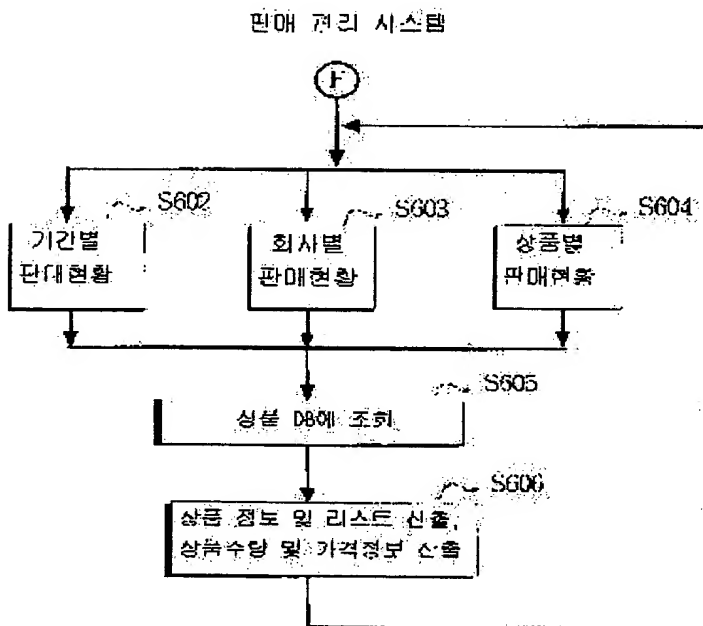 판매 관리 시스템
F
S602
S603
S604
기간별
판매현황
회사별
판매현황
상품별
판매현황
S605
상품 DB에 조회
S606
상품 정보 및 리스트 산출,
상품수량 및 가격정보 산출